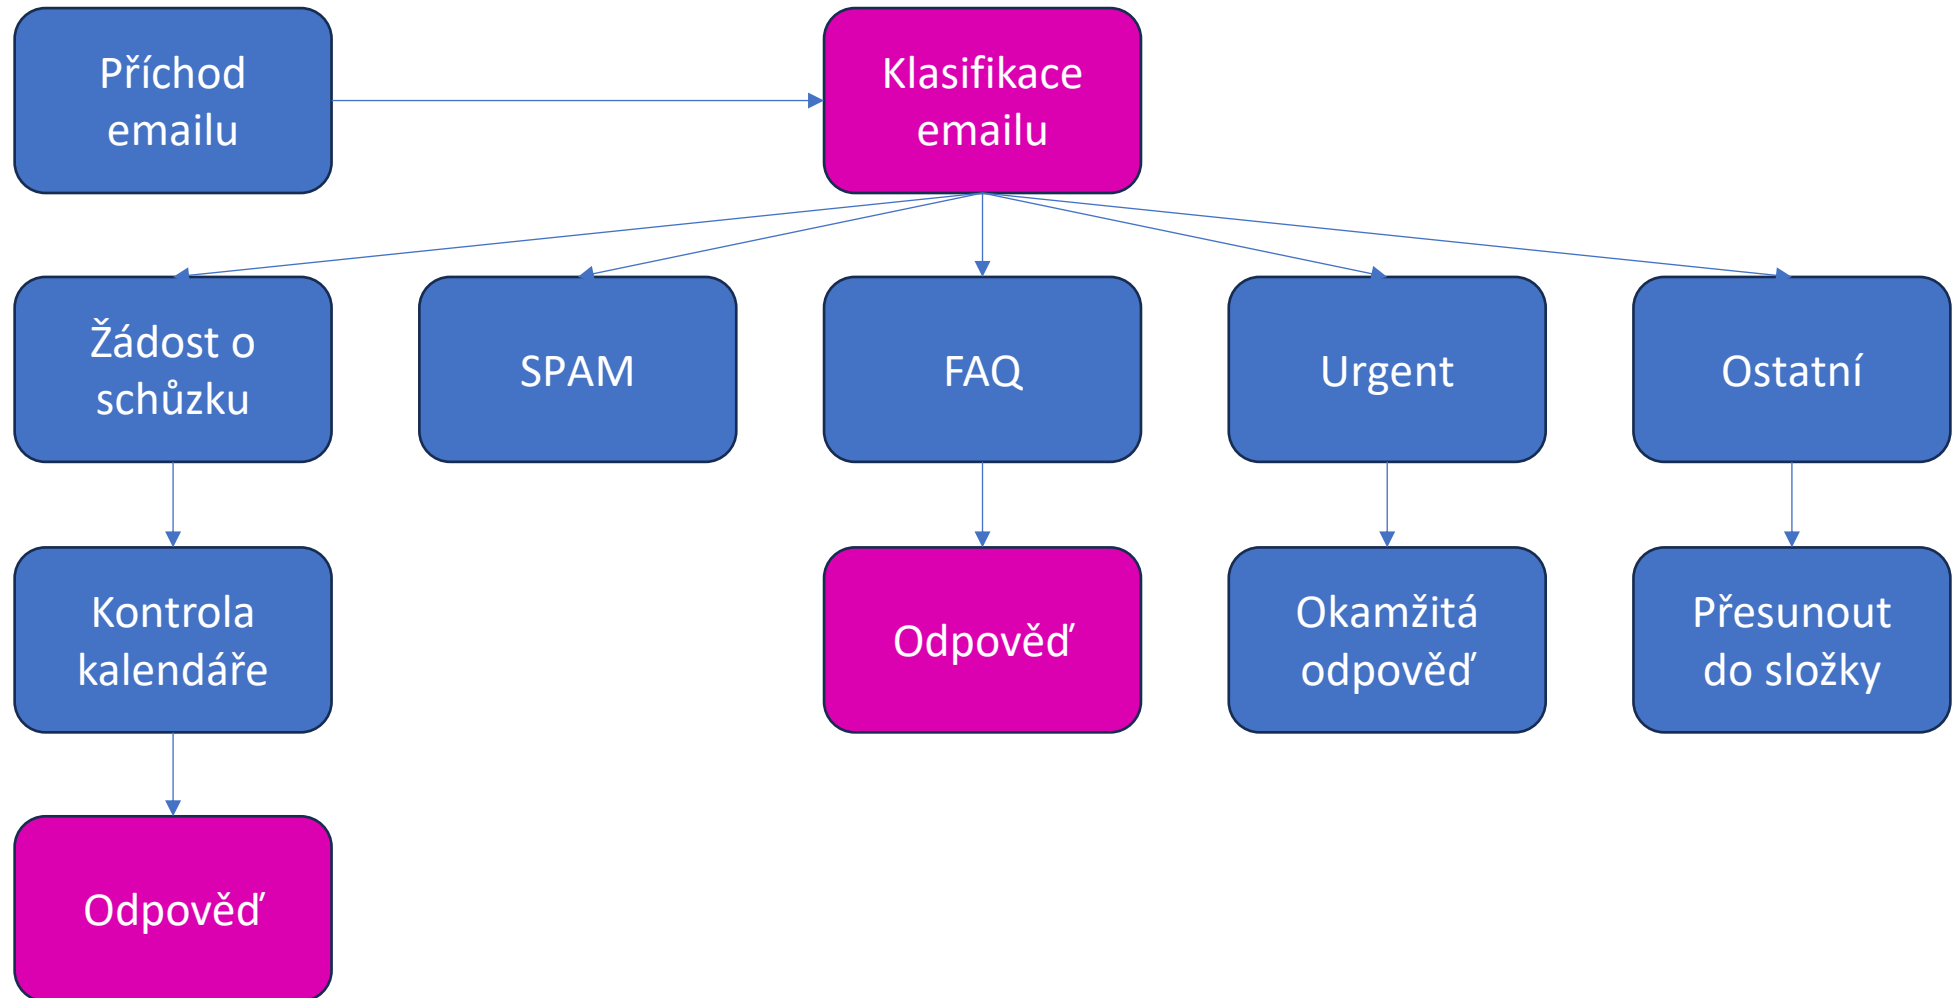 Příchod
emailu
Klasifikace
emailu
Žádost o
schůzku
SPAM
FAQ
Urgent
Ostatní
Kontrola
kalendáře
Odpověď
Okamžitá
odpověď
Přesunout
do složky
Odpověď